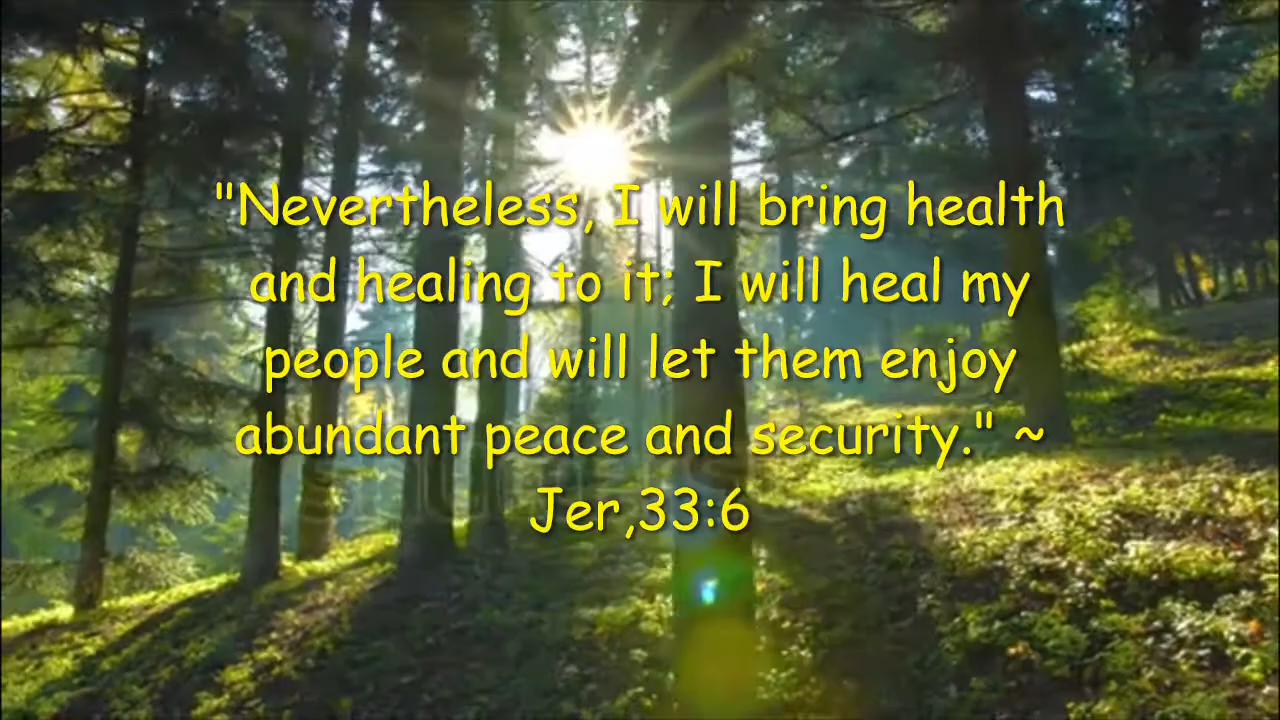 "Nevertheless, I will bring health
and healing to it; I will heal my
people and will let them enjoy
abundant peace and security." ~
Jer,33:6